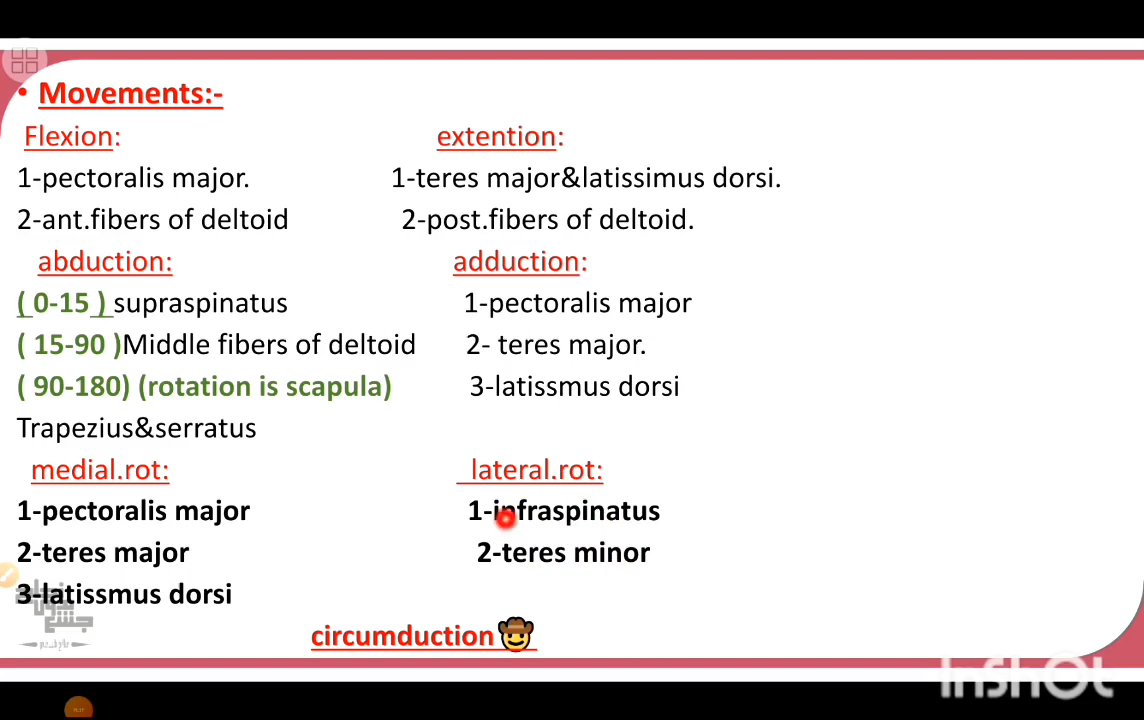 • Movements:-
Flexion: extention:
1-pectoralis major. 1-teres major&latissimus dorsi.
2-ant.fibers of deltoid 2-post.fibers of deltoid.
abduction: adduction:
( 0-15 ) supraspinatus 1-pectoralis major
( 15-90 )Middle fibers of deltoid 2- teres major.
( 90-180) (rotation is scapula) 3-latissmus dorsi
Trapezius&serratus
medial.rot: lateral.rot:
1-pectoralis major 1-infraspinatus
2-teres major 2-teres minor
3-latissmus dorsi
circumduction🤠
InShOt